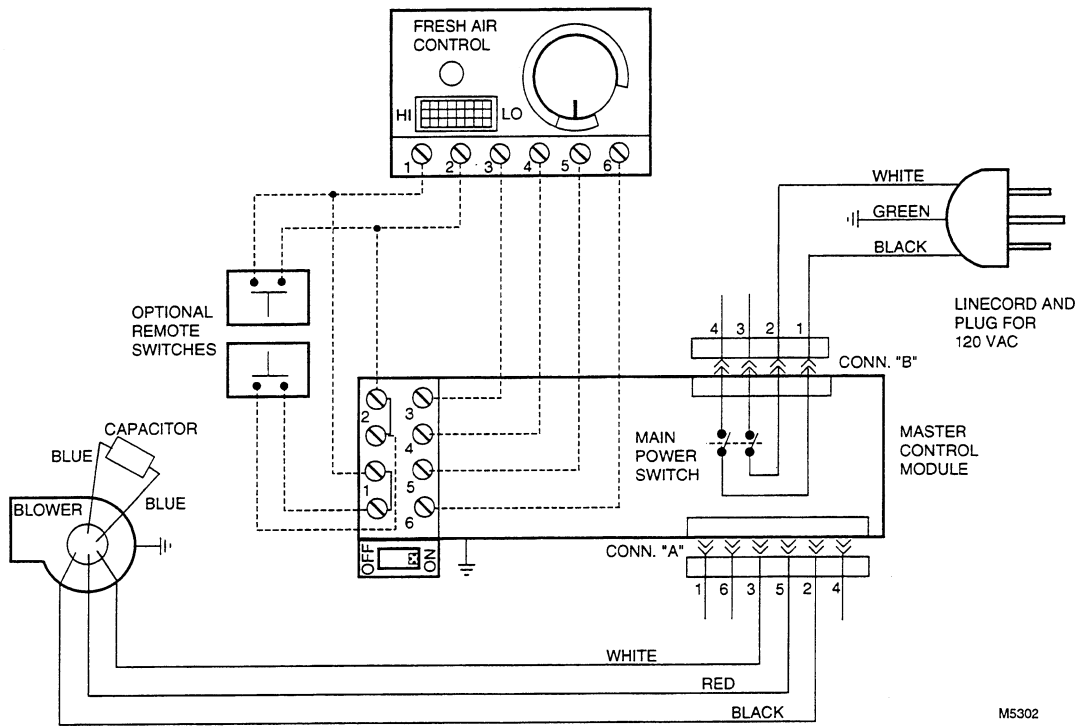 FRESH AIR
CONTROL
HI
LO
1 2 3 4 5 6
WHITE
GREEN
BLACK
LINECORD AND
PLUG FOR
120 VAC
OPTIONAL
REMOTE
SWITCHES
4 3 2 1
CONN. "B"
2
3
4
1
5
6
MAIN
POWER
SWITCH
MASTER
CONTROL
MODULE
CAPACITOR
BLUE
BLUE
BLOWER
OFF
ON
CONN. "A"
1 6 3 5 2 4
WHITE
RED
BLACK
M5302